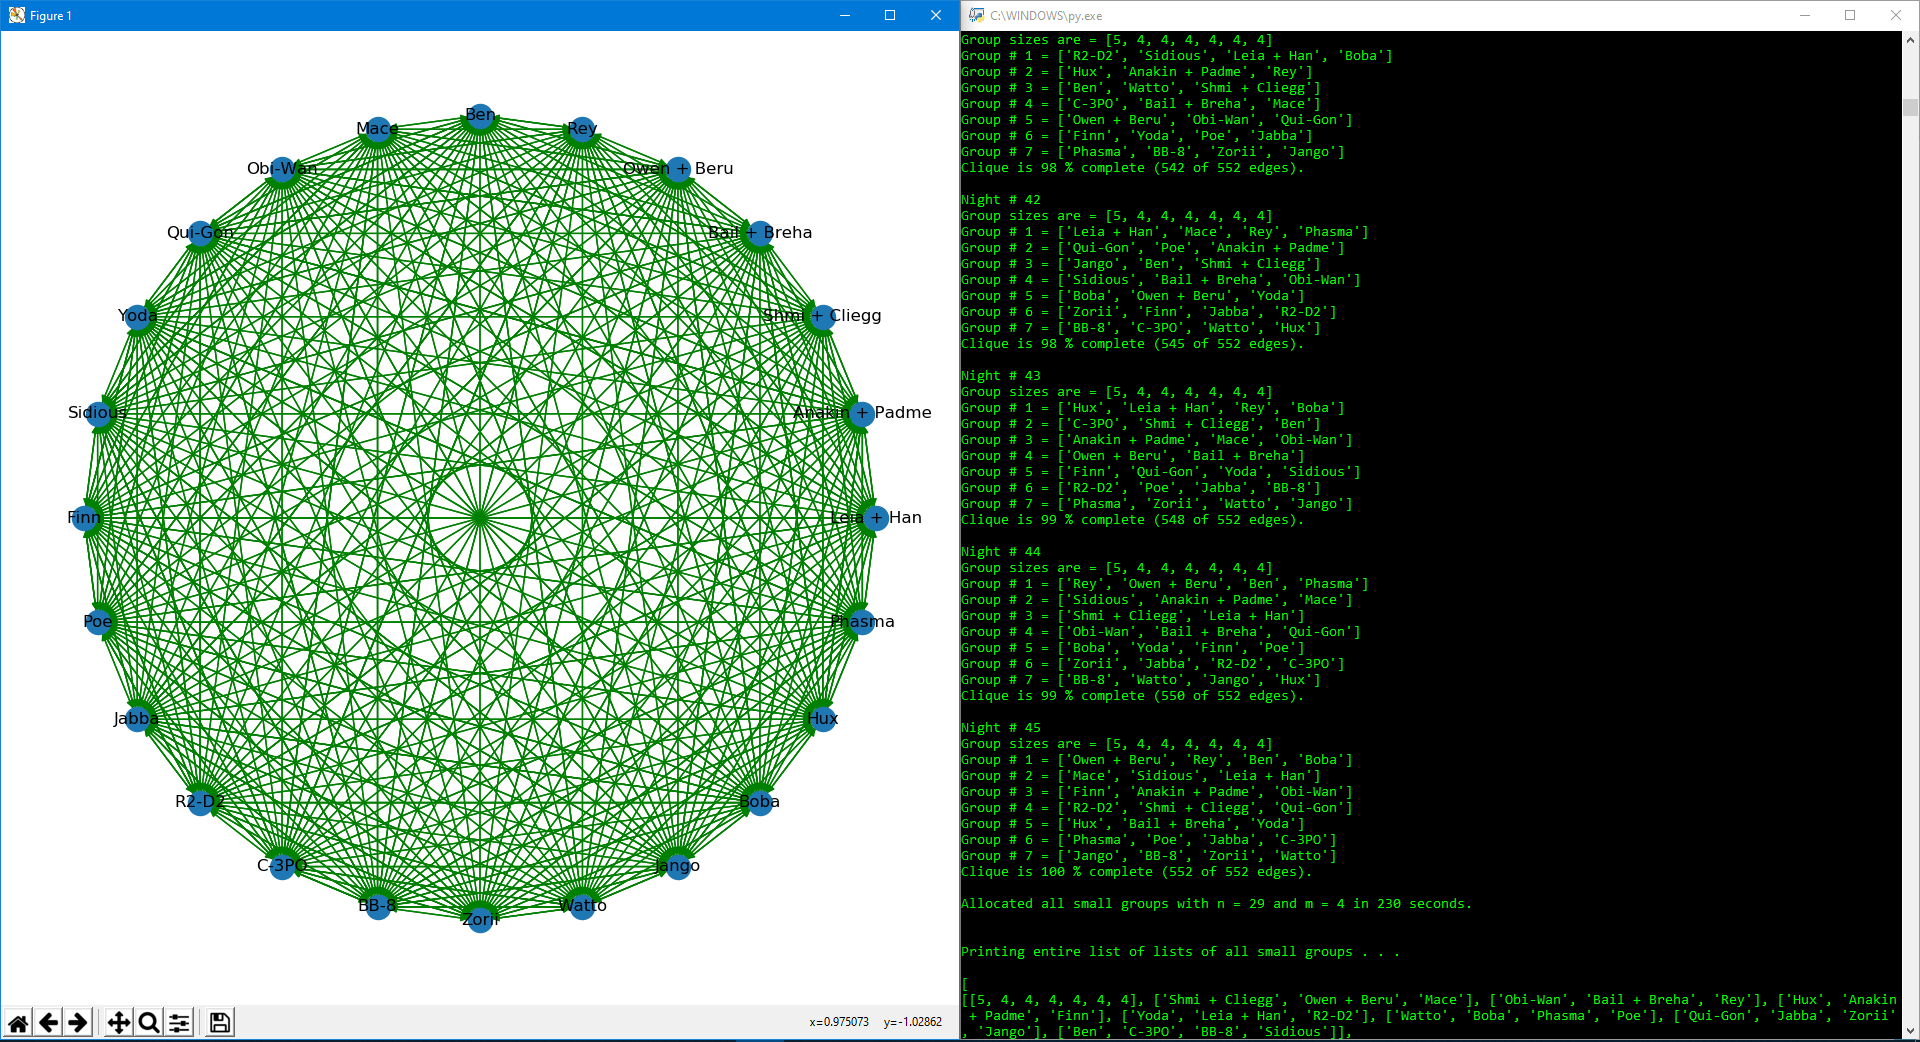 Figure 1
Ben
Mace
Rey
Obi-Wan
Owen + Beru
Qui-Gon
Bail + Breha
Yoda
Shmi + Cliegg
Sidious
Anakin + Padme
Finn
Leia + Han
Poe
Phasma
Jabba
Hux
R2-D2
Boba
C-3PO
Jango
BB-8
Watto
Zorii
x=0.975073 y=-1.02862
C:\WINDOWS\py.exe
Group sizes are = [5, 4, 4, 4, 4, 4, 4]
Group # 1 = ['R2-D2', 'Sidious', 'Leia + Han', 'Boba']
Group # 2 = ['Hux', 'Anakin + Padme', 'Rey']
Group # 3 = ['Ben', 'Watto', 'Shmi + Cliegg']
Group # 4 = ['C-3PO', 'Bail + Breha', 'Mace']
Group # 5 = ['Owen + Beru', 'Obi-Wan', 'Qui-Gon']
Group # 6 = ['Finn', 'Yoda', 'Poe', 'Jabba']
Group # 7 = ['Phasma', 'BB-8', 'Zorii', 'Jango']
Clique is 98 % complete (542 of 552 edges).
Night # 42
Group sizes are = [5, 4, 4, 4, 4, 4, 4]
Group # 1 = ['Leia + Han', 'Mace', 'Rey', 'Phasma']
Group # 2 = ['Qui-Gon', 'Poe', 'Anakin + Padme']
Group # 3 = ['Jango', 'Ben', 'Shmi + Cliegg']
Group # 4 = ['Sidious', 'Bail + Breha', 'Obi-Wan']
Group # 5 = ['Boba', 'Owen + Beru', 'Yoda']
Group # 6 = ['Zorii', 'Finn', 'Jabba', 'R2-D2']
Group # 7 = ['BB-8', 'C-3PO', 'Watto', 'Hux']
Clique is 98 % complete (545 of 552 edges).
Night # 43
Group sizes are = [5, 4, 4, 4, 4, 4, 4]
Group # 1 = ['Hux', 'Leia + Han', 'Rey', 'Boba']
Group # 2 = ['C-3PO', 'Shmi + Cliegg', 'Ben']
Group # 3 = ['Anakin + Padme', 'Mace', 'Obi-Wan']
Group # 4 = ['Owen + Beru', 'Bail + Breha']
Group # 5 = ['Finn', 'Qui-Gon', 'Yoda', 'Sidious']
Group # 6 = ['R2-D2', 'Poe', 'Jabba', 'BB-8']
Group # 7 = ['Phasma', 'Zorii', 'Watto', 'Jango']
Clique is 99 % complete (548 of 552 edges).
Night # 44
Group sizes are = [5, 4, 4, 4, 4, 4, 4]
Group # 1 = ['Rey', 'Owen + Beru', 'Ben', 'Phasma']
Group # 2 = ['Sidious', 'Anakin + Padme', 'Mace']
Group # 3 = ['Shmi + Cliegg', 'Leia + Han']
Group # 4 = ['Obi-Wan', 'Bail + Breha', 'Qui-Gon']
Group # 5 = ['Boba', 'Yoda', 'Finn', 'Poe']
Group # 6 = ['Zorii', 'Jabba', 'R2-D2', 'C-3PO']
Group # 7 = ['BB-8', 'Watto', 'Jango', 'Hux']
Clique is 99 % complete (550 of 552 edges).
Night # 45
Group sizes are = [5, 4, 4, 4, 4, 4, 4]
Group # 1 = ['Owen + Beru', 'Rey', 'Ben', 'Boba']
Group # 2 = ['Mace', 'Sidious', 'Leia + Han']
Group # 3 = ['Finn', 'Anakin + Padme', 'Obi-Wan']
Group # 4 = ['R2-D2', 'Shmi + Cliegg', 'Qui-Gon']
Group # 5 = ['Hux', 'Bail + Breha', 'Yoda']
Group # 6 = ['Phasma', 'Poe', 'Jabba', 'C-3PO']
Group # 7 = ['Jango', 'BB-8', 'Zorii', 'Watto']
Clique is 100 % complete (552 of 552 edges).
Allocated all small groups with n = 29 and m = 4 in 230 seconds.
Printing entire list of lists of all small groups . . .
[
[[5, 4, 4, 4, 4, 4, 4], ['Shmi + Cliegg', 'Owen + Beru', 'Mace'], ['Obi-Wan', 'Bail + Breha', 'Rey'], ['Hux', 'Anakin
 + Padme', 'Finn'], ['Yoda', 'Leia + Han', 'R2-D2'], ['Watto', 'Boba', 'Phasma', 'Poe'], ['Qui-Gon', 'Jabba', 'Zorii'
, 'Jango'], ['Ben', 'C-3PO', 'BB-8', 'Sidious']],